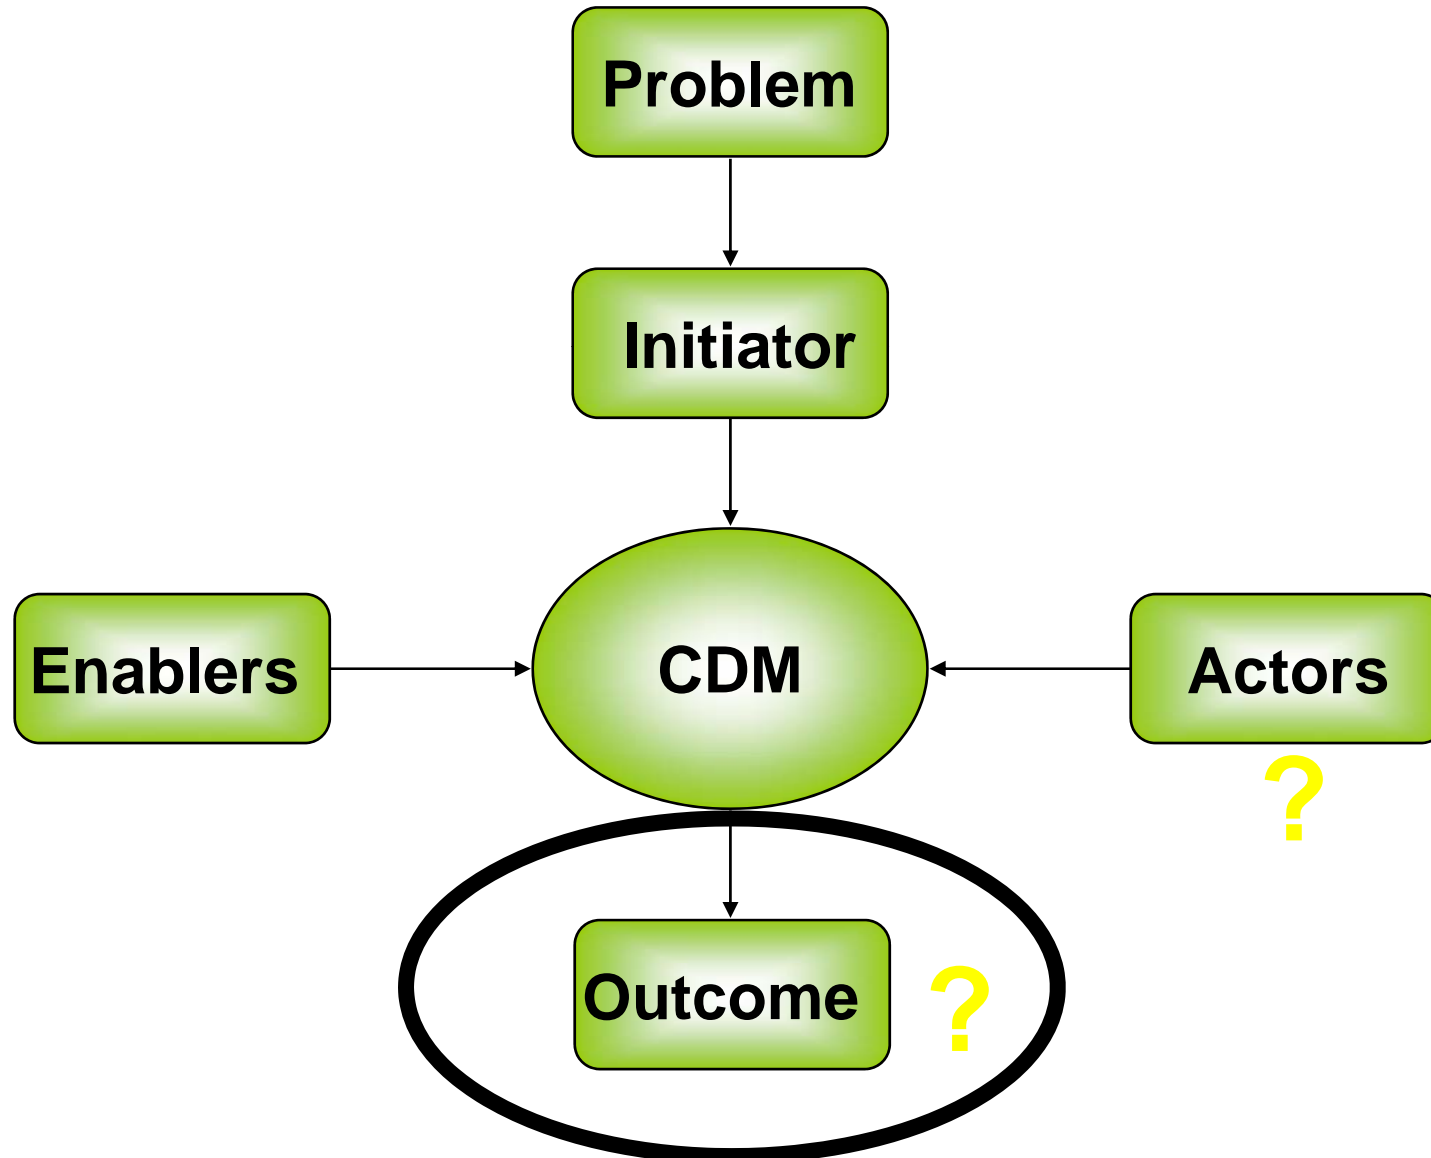 Problem
Initiator
Enablers
CDM
Actors
?
Outcome
?